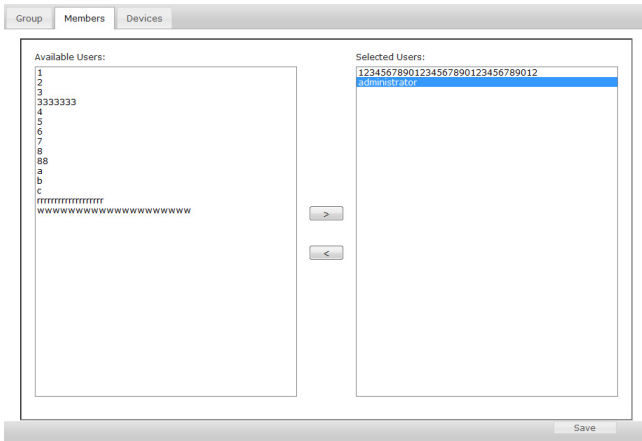 Group Members Devices
Available Users:
1
2
3
3333333
4
5
6
7
8
88
a
b
c
rrrrrrrrrrrrrrrrrrr
wwwwwwwwwwwwwwwwwwww
>
<
Selected Users:
12345678901234567890123456789012
administrator
Save